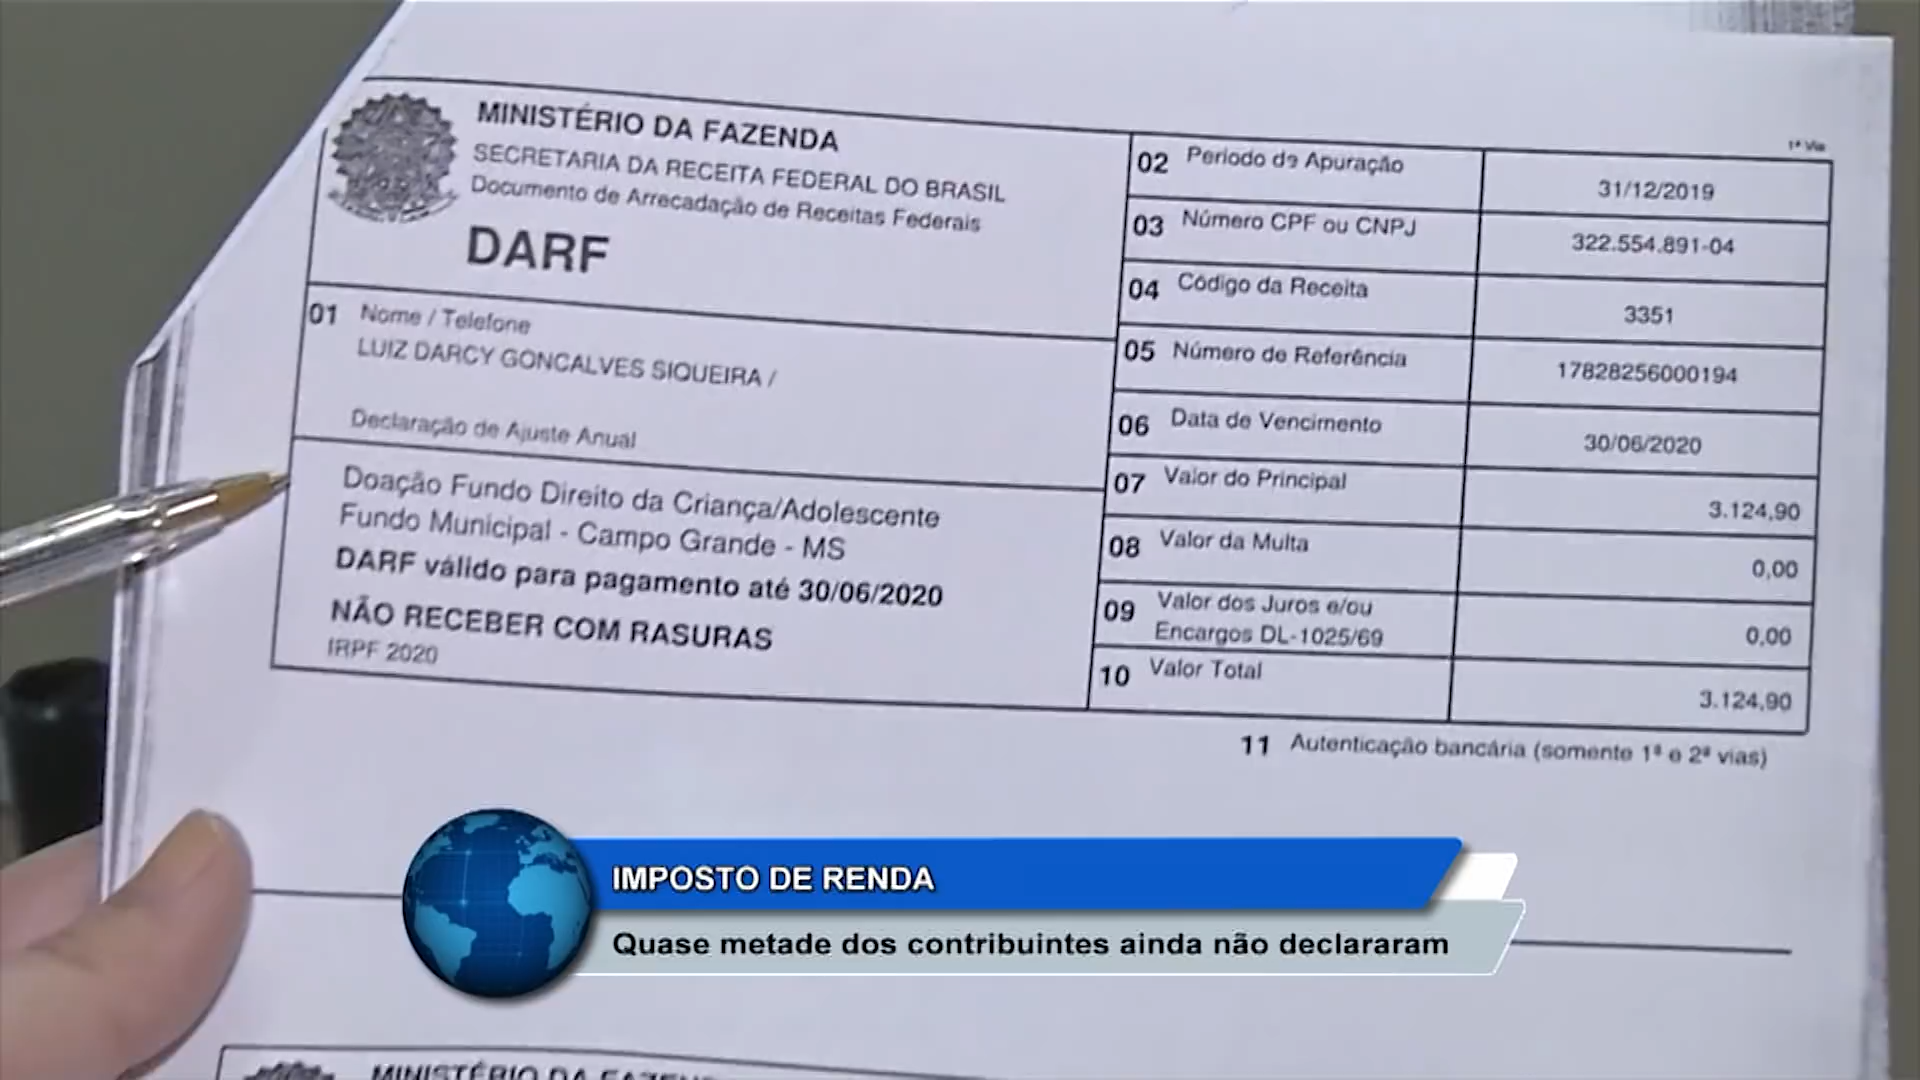 MINISTÉRIO DA FAZENDA
SECRETARIA DA RECEITA FEDERAL DO BRASIL
Documento de Arrecadação de Receitas Federais
DARF
01 Nome / Telefone
LUIZ DARCY GONCALVES SIQUEIRA /
Declaração de Ajuste Anual
Doação Fundo Direito da Criança/Adolescente
Fundo Municipal - Campo Grande - MS
DARF válido para pagamento até 30/06/2020
NÃO RECEBER COM RASURAS
IRPF 2020
1ª Via
02 Período de Apuração 31/12/2019
03 Número CPF ou CNPJ 322.554.891-04
04 Código da Receita 3351
05 Número de Referência 17828256000194
06 Data de Vencimento 30/06/2020
07 Valor do Principal 3.124,90
08 Valor da Multa 0,00
09 Valor dos Juros e/ou
Encargos DL-1025/69 0,00
10 Valor Total 3.124,90
11 Autenticação bancária (somente 1ª e 2ª vias)
IMPOSTO DE RENDA
Quase metade dos contribuintes ainda não declararam
MINISTÉRIO DA FAZENDA